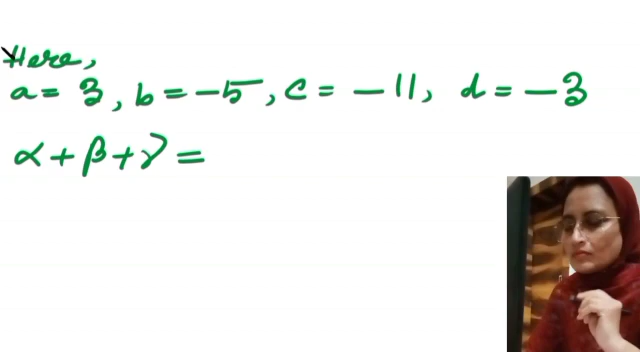 Here,
a = 3, b = -5, c = -11, d = -3
α + β + γ =